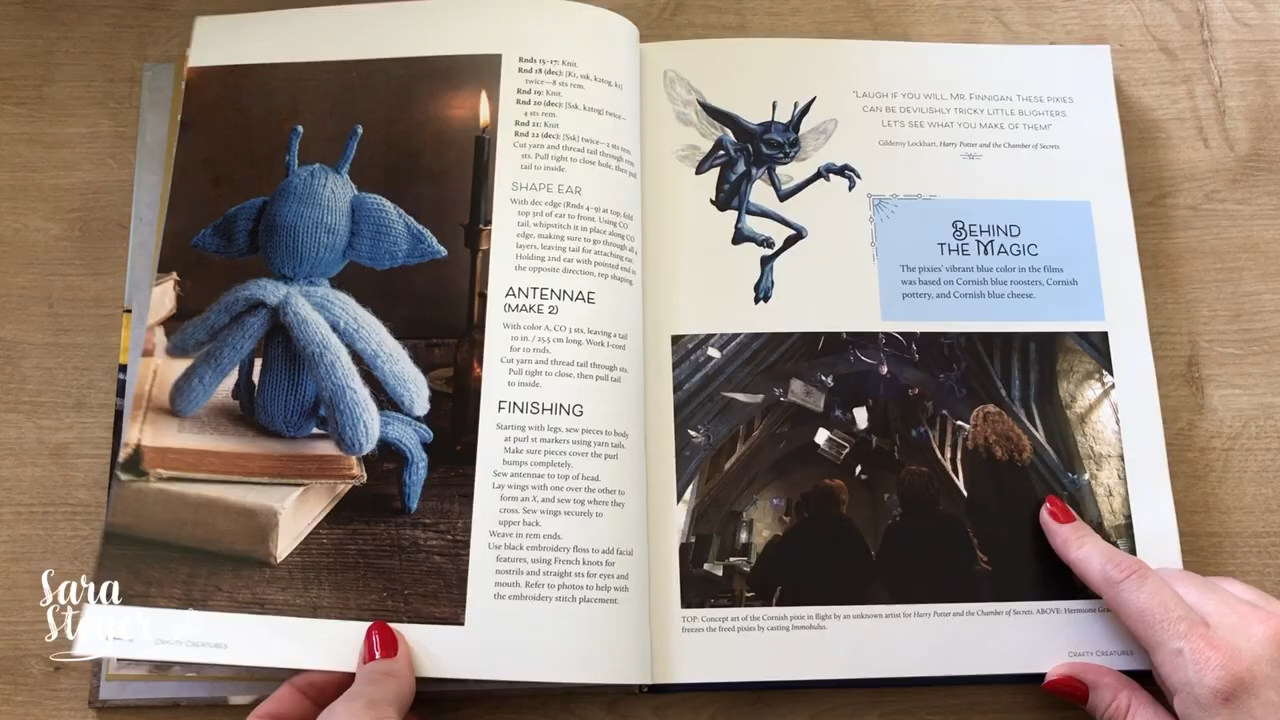 Rnds 15–17: Knit.
Rnd 18 (dec): [K1, ssk, k2tog, k1]
twice—8 sts rem.
Rnd 19: Knit.
Rnd 20 (dec): [Ssk, k2tog] twice—
4 sts rem.
Rnd 21: Knit.
Rnd 22 (dec): [Ssk] twice—2 sts rem.
Cut yarn and thread tail through rem
sts. Pull tight to close hole, then pull
tail to inside.
SHAPE EAR
With dec edge (Rnds 4–9) at top, fold
top 3rd of ear to front. Using CO
tail, whipstitch it in place along CO
edge, making sure to go through all 4
layers, leaving tail for attaching ear.
Holding 2nd ear with pointed end in
the opposite direction, rep shaping.
ANTENNAE
(MAKE 2)
With color A, CO 3 sts, leaving a tail
10 in. / 25.5 cm long. Work I-cord
for 10 rnds.
Cut yarn and thread tail through sts.
Pull tight to close, then pull tail
to inside.
FINISHING
Starting with legs, sew pieces to body
at purl st markers using yarn tails.
Make sure pieces cover the purl
bumps completely.
Sew antennae to top of head.
Lay wings with one over the other to
form an X, and sew tog where they
cross. Sew wings securely to
upper back.
Weave in rem ends.
Use black embroidery floss to add facial
features, using French knots for
nostrils and straight sts for eyes and
mouth. Refer to photos to help with
the embroidery stitch placement.
CRAFTY CREATURES
Sara
"LAUGH IF YOU WILL, MR. FINNIGAN. THESE PIXIES
CAN BE DEVILISHLY TRICKY LITTLE BLIGHTERS.
LET'S SEE WHAT YOU MAKE OF THEM!"
Gilderoy Lockhart, Harry Potter and the Chamber of Secrets
BEHIND
THE MAGIC
The pixies' vibrant blue color in the films
was based on Cornish blue roosters, Cornish
pottery, and Cornish blue cheese.
TOP: Concept art of the Cornish pixie in flight by an unknown artist for Harry Potter and the Chamber of Secrets. ABOVE: Hermione
freezes the freed pixies by casting Immobulus.
CRAFTY CREATURES